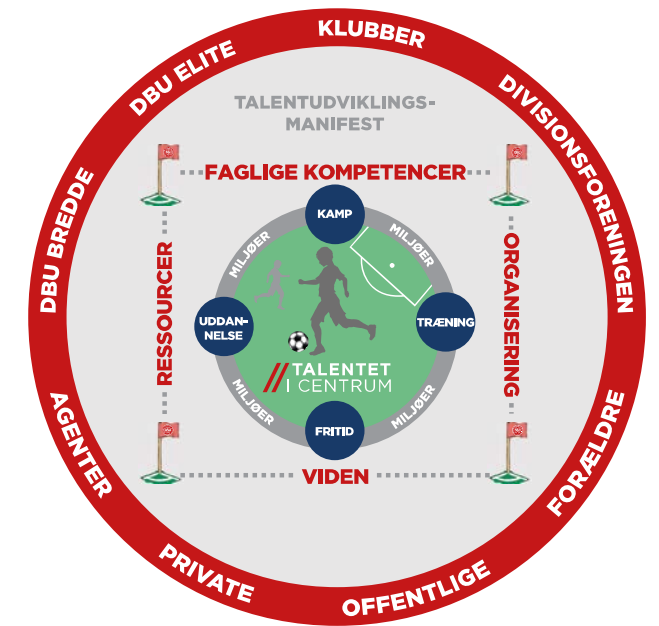 KLUBBER
DIVISIONSFORENINGEN
FORÆLDRE
OFFENTLIGE
PRIVATE
AGENTER
DBU BREDDE
DBU ELITE
TALENTUDVIKLINGS-
MANIFEST
FAGLIGE KOMPETENCER
ORGANISERING
VIDEN
RESSOURCER
KAMP
MILJØER
TRÆNING
MILJØER
FRITID
MILJØER
UDDAN-
NELSE
MILJØER
// TALENTET
I CENTRUM